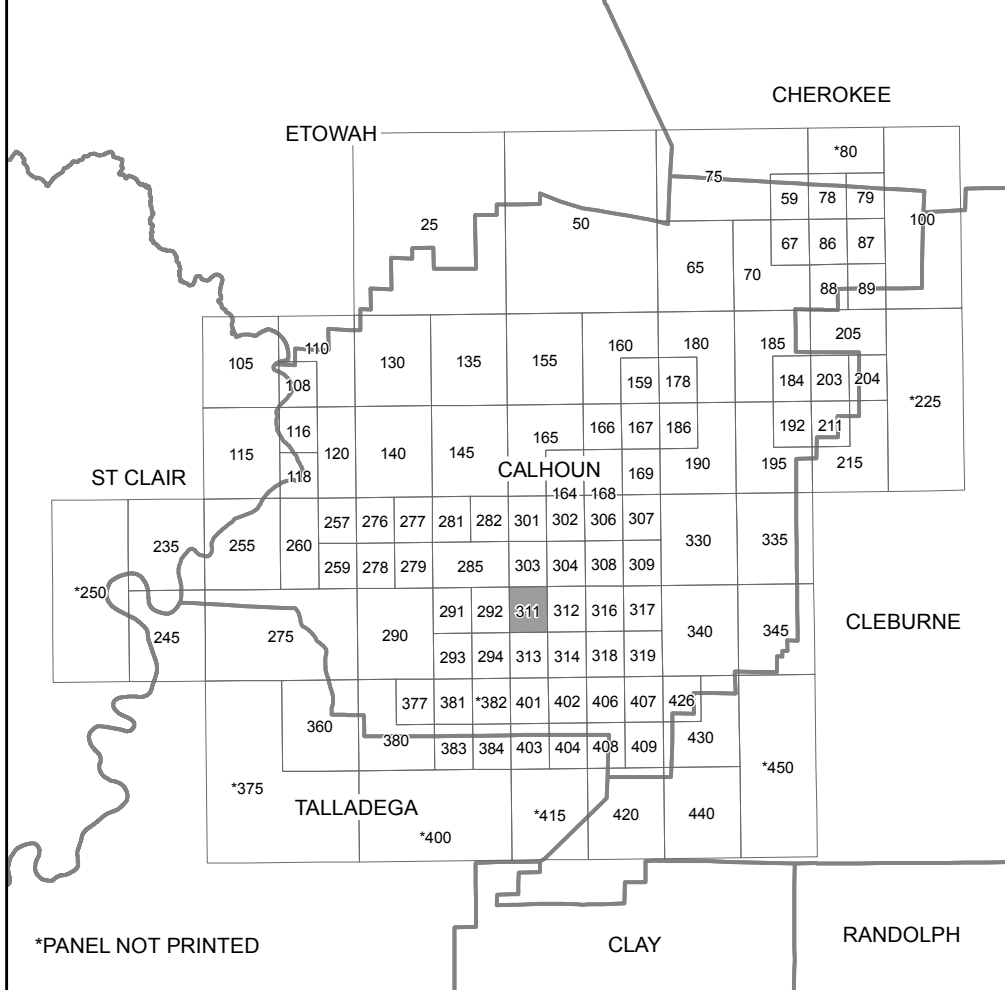 CHEROKEE
ETOWAH
*80
75
59 78 79
25 50 100
67 86 87
65 70
88 89
110 160 180 185 205
105 130 135 155
108 159 178 184 203 204
*225
116 166 167 186 192 211
115 120 140 145 165
CALHOUN 190 195 215
ST CLAIR 118 169
164 168
257 276 277 281 282 301 302 306 307
235 255 260 330 335
259 278 279 285 303 304 308 309
*250
291 292 311 312 316 317
245 275 290 340 345 CLEBURNE
293 294 313 314 318 319
377 381 *382 401 402 406 407 426
360
380 383 384 403 404 408 409 430
*375 *450
TALLADEGA *415 420 440
*400
*PANEL NOT PRINTED CLAY RANDOLPH